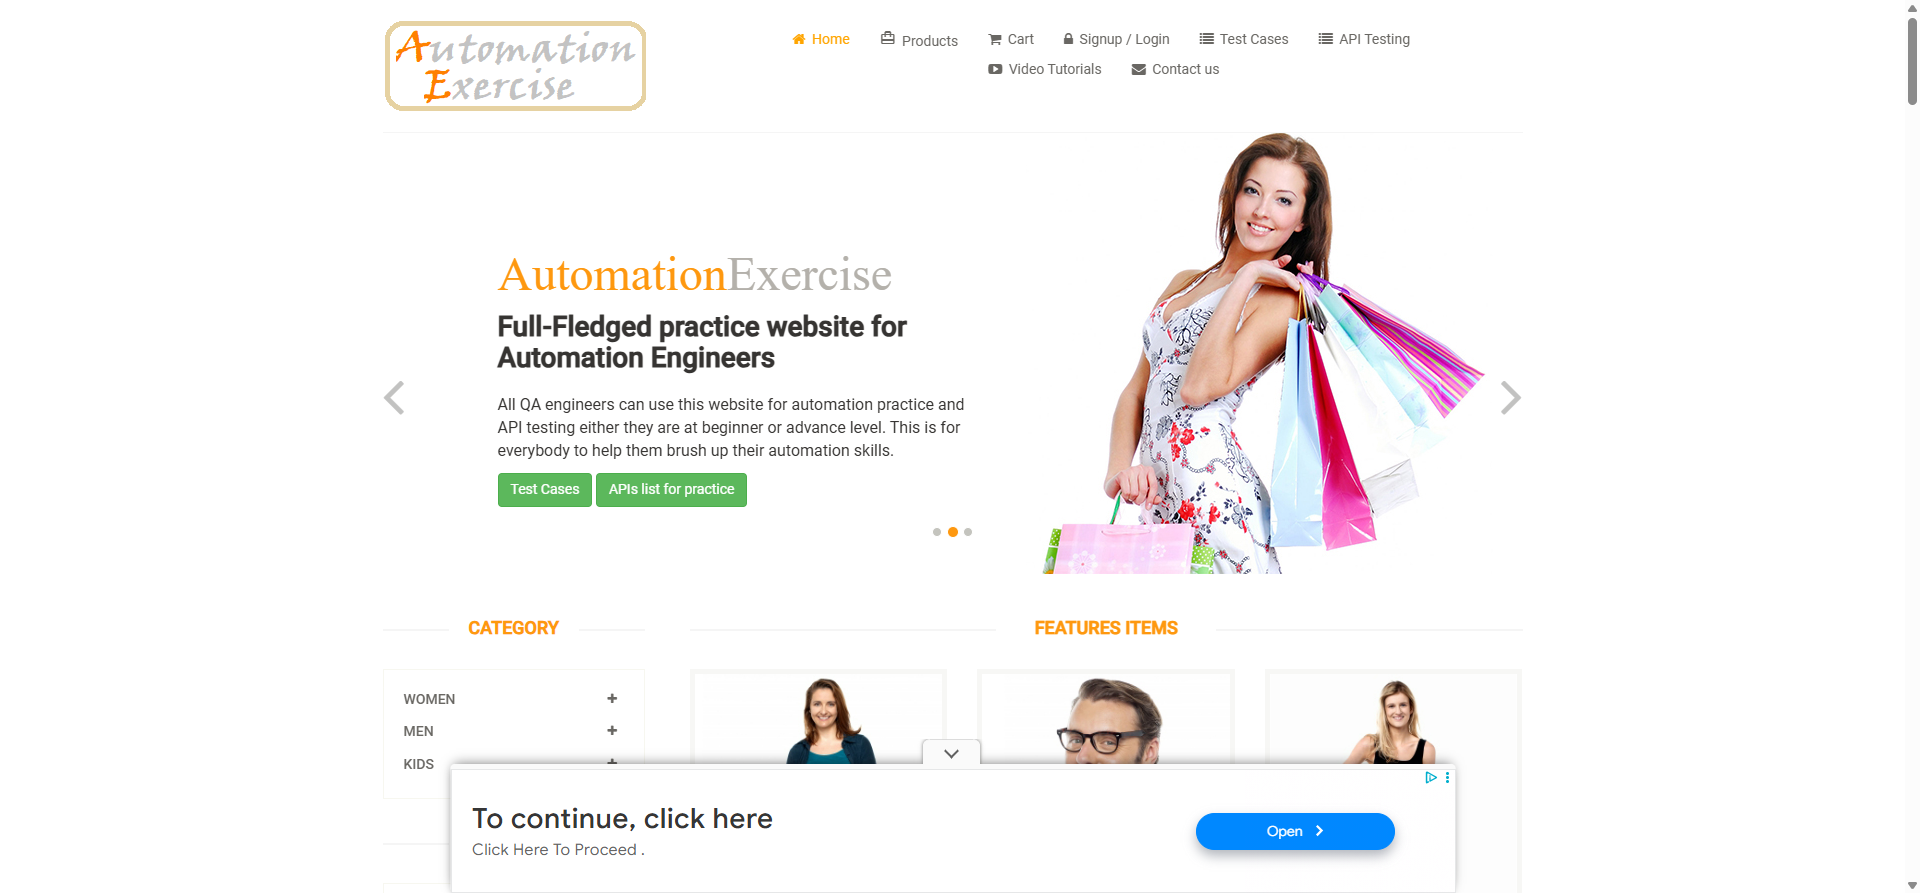 Automation
Exercise
Home
Products
Cart
Signup / Login
Test Cases
API Testing
Video Tutorials
Contact us
AutomationExercise
Full-Fledged practice website for
Automation Engineers
All QA engineers can use this website for automation practice and
API testing either they are at beginner or advance level. This is for
everybody to help them brush up their automation skills.
Test Cases
APIs list for practice
CATEGORY
FEATURES ITEMS
WOMEN
MEN
KIDS
To continue, click here
Click Here To Proceed .
Open